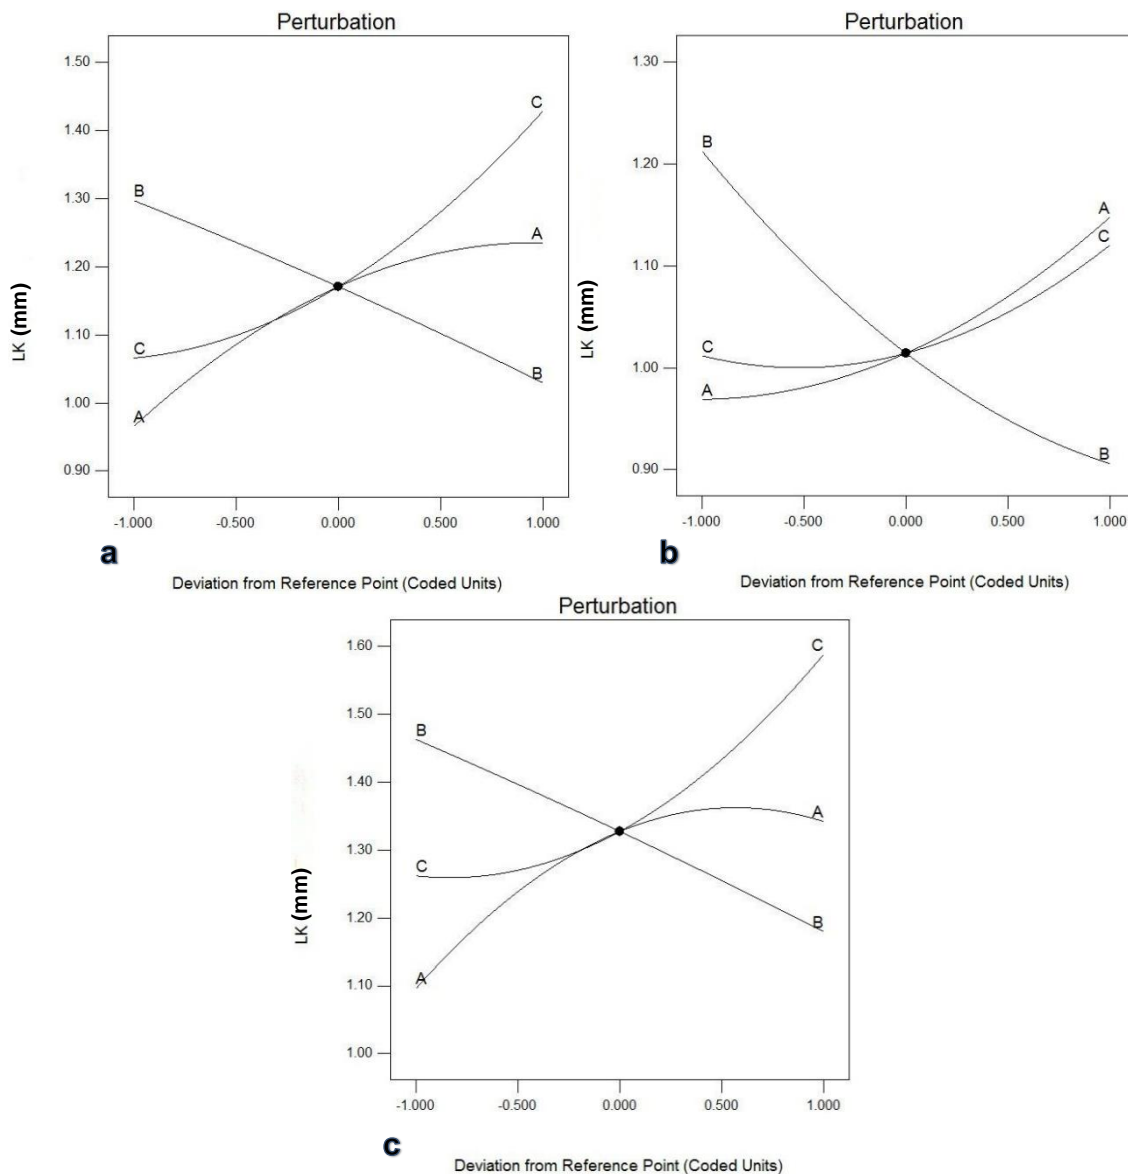 Perturbation
1.50
1.40
C
1.30
B
1.20
A
LK (mm)
1.10
C
B
1.00
A
0.90
-1.000 -0.500 0.000 0.500 1.000
a
Deviation from Reference Point (Coded Units)
Perturbation
1.30
1.20
B
A
1.10
C
LK (mm)
C
1.00
A
0.90
B
-1.000 -0.500 0.000 0.500 1.000
b
Deviation from Reference Point (Coded Units)
Perturbation
1.60
C
1.50
B
1.40
A
1.30
C
LK (mm)
1.20
B
1.10
A
1.00
-1.000 -0.500 0.000 0.500 1.000
c
Deviation from Reference Point (Coded Units)